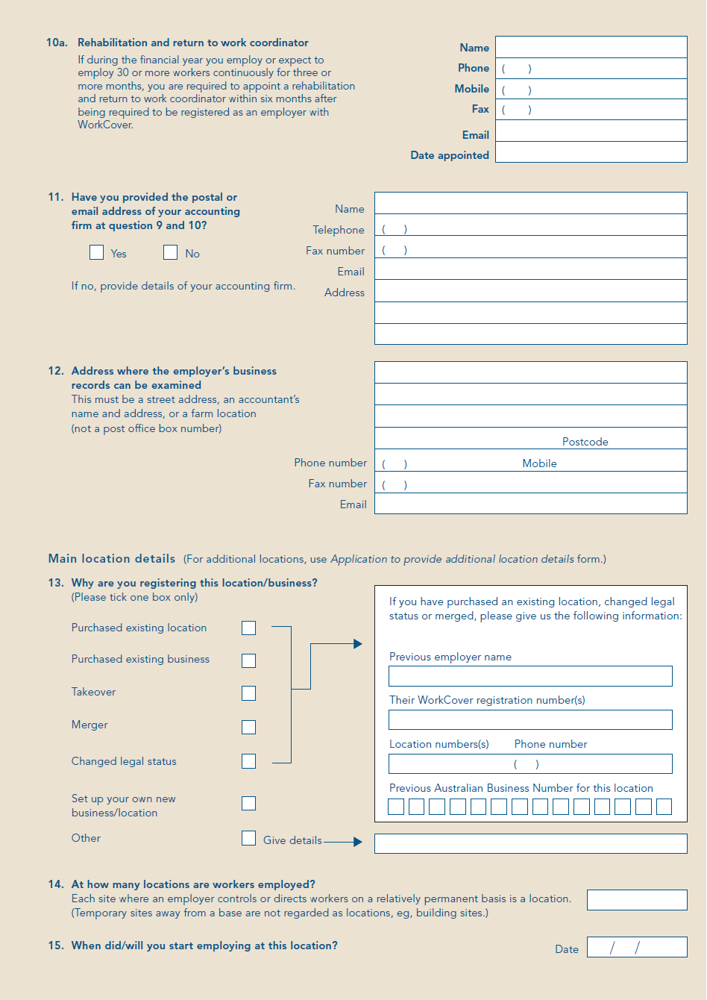 10a. Rehabilitation and return to work coordinator
If during the financial year you employ or expect to
employ 30 or more workers continuously for three or
more months, you are required to appoint a rehabilitation
and return to work coordinator within six months after
being required to be registered as an employer with
WorkCover.
Name
Phone ( )
Mobile ( )
Fax ( )
Email
Date appointed
11. Have you provided the postal or
email address of your accounting
firm at question 9 and 10?
Yes No
If no, provide details of your accounting firm.
Name
Telephone ( )
Fax number ( )
Email
Address
12. Address where the employer's business
records can be examined
This must be a street address, an accountant's
name and address, or a farm location
(not a post office box number)
Postcode
Phone number ( ) Mobile
Fax number ( )
Email
Main location details (For additional locations, use Application to provide additional location details form.)
13. Why are you registering this location/business?
(Please tick one box only)
Purchased existing location
Purchased existing business
Takeover
Merger
Changed legal status
Set up your own new
business/location
Other Give details
If you have purchased an existing location, changed legal
status or merged, please give us the following information:
Previous employer name
Their WorkCover registration number(s)
Location numbers(s) Phone number
( )
Previous Australian Business Number for this location
14. At how many locations are workers employed?
Each site where an employer controls or directs workers on a relatively permanent basis is a location.
(Temporary sites away from a base are not regarded as locations, eg, building sites.)
15. When did/will you start employing at this location?
Date / /